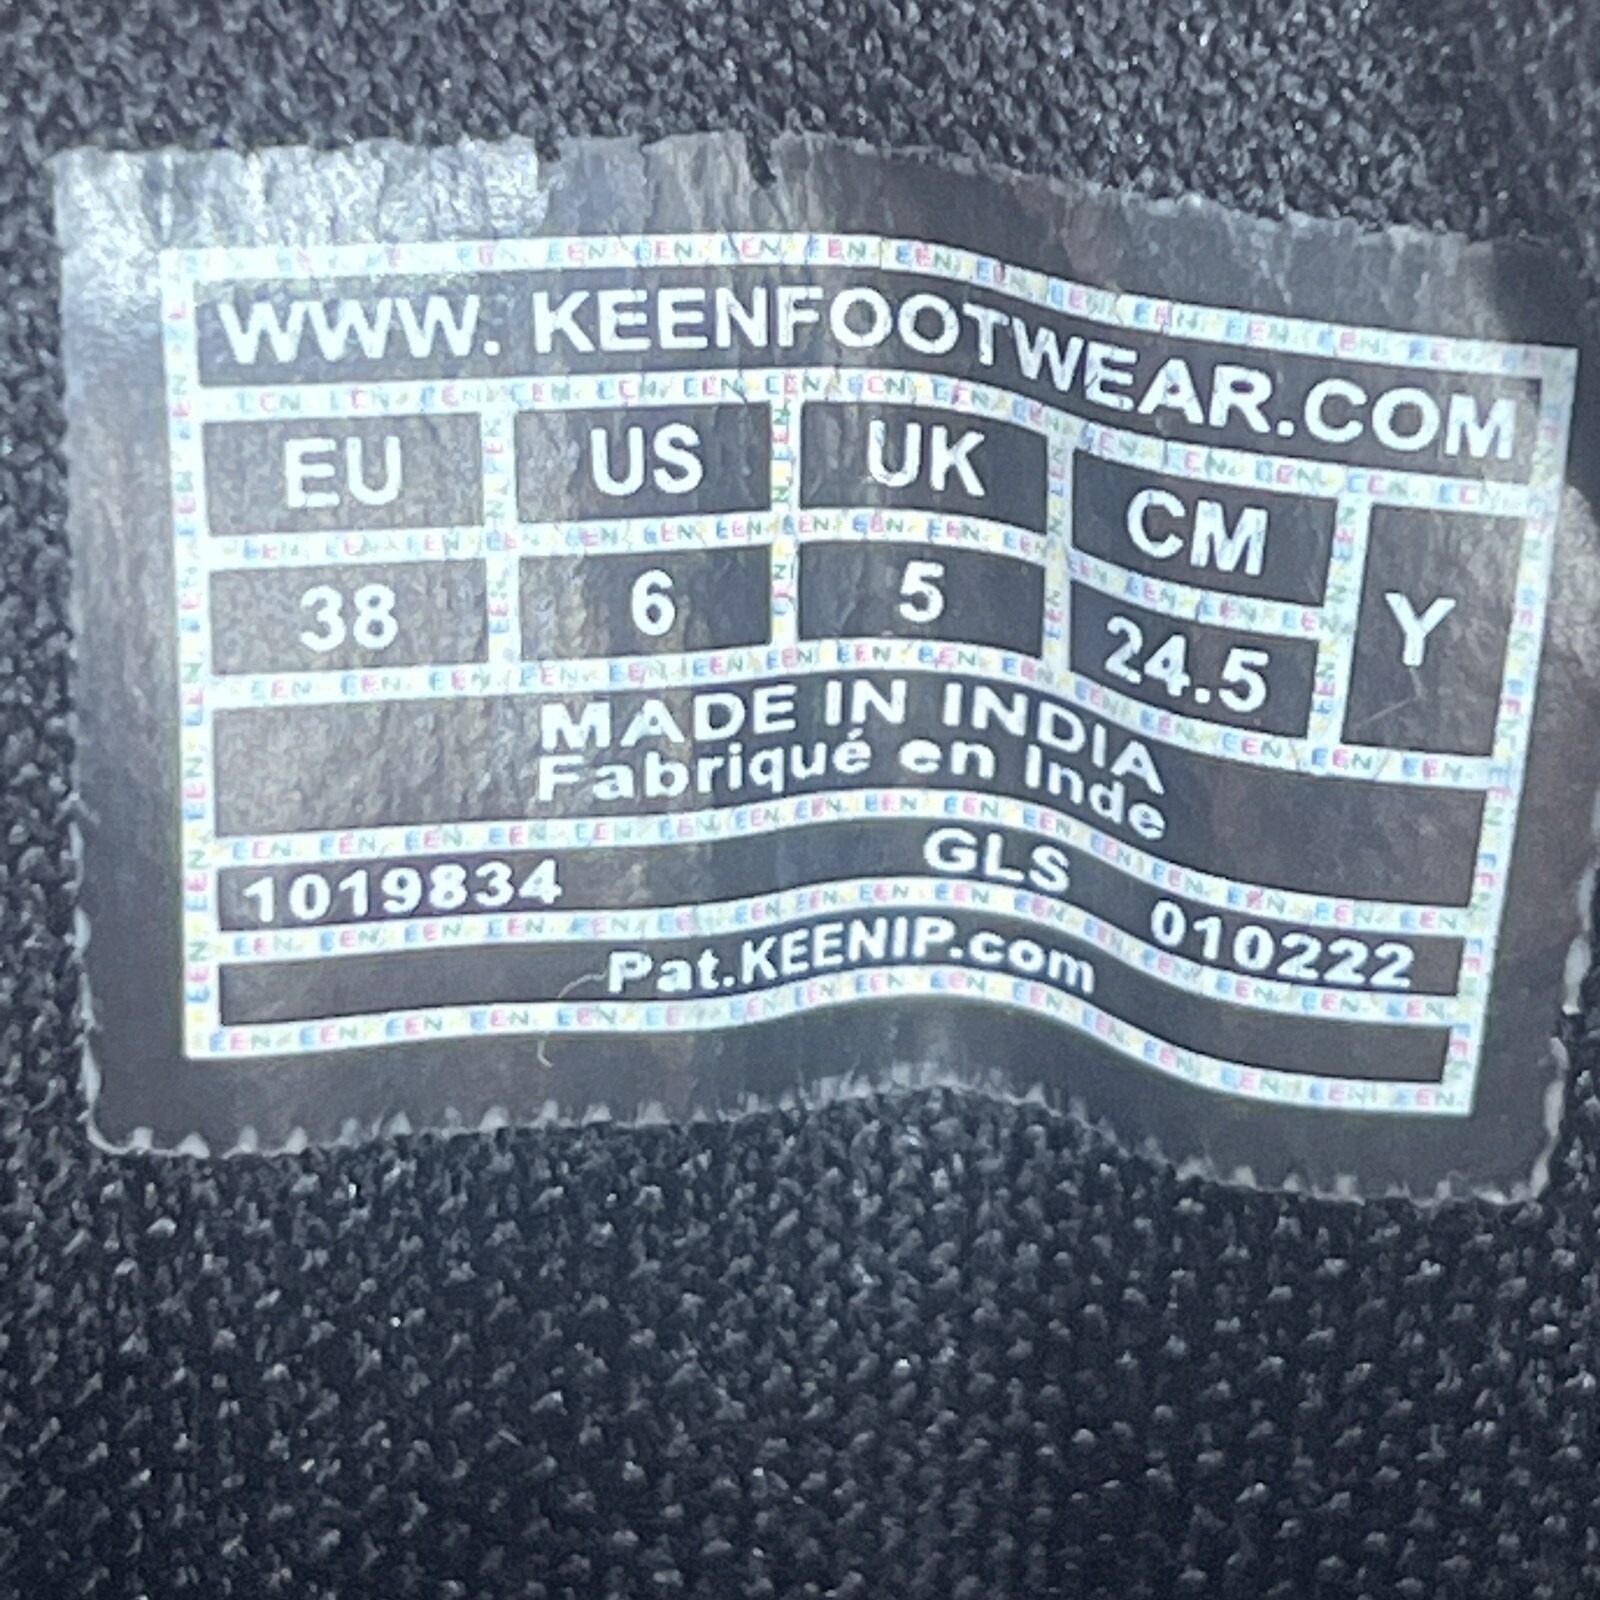 WWW. KEENFOOTWEAR.COM
EU US UK CM Y
38 6 5 24.5
MADE IN INDIA
Fabriqué en Inde
1019834 GLS 010222
Pat.KEENIP.com